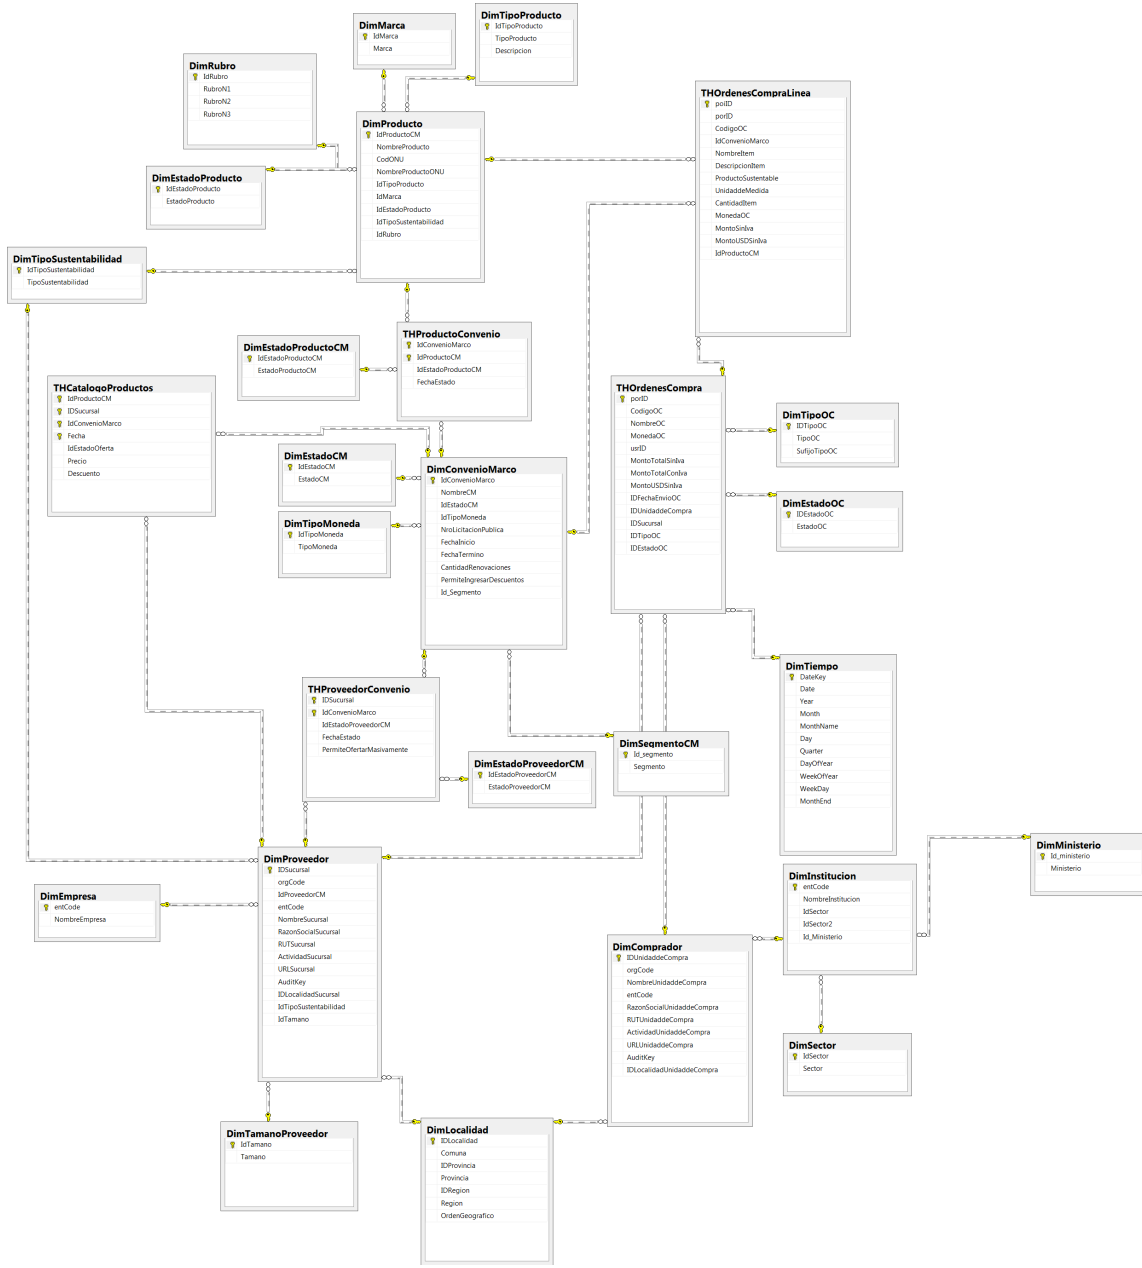 DimMarca
IdMarca
Marca
DimTipoProducto
IdTipoProducto
TipoProducto
Descripcion
DimRubro
IdRubro
RubroN1
RubroN2
RubroN3
DimProducto
IdProductoCM
NombreProducto
CodONU
NombreProductoONU
IdTipoProducto
IdMarca
IdEstadoProducto
IdTipoSustentabilidad
IdRubro
THOrdenesCompraLinea
poiID
porID
CodigoOC
IdConvenioMarco
NombreItem
DescripcionItem
ProductoSustentable
UnidaddeMedida
CantidadItem
MonedaOC
MontoSinIva
MontoUSDSinIva
IdProductoCM
DimEstadoProducto
IdEstadoProducto
EstadoProducto
DimTipoSustentabilidad
IdTipoSustentabilidad
TipoSustentabilidad
THProductoConvenio
IdConvenioMarco
IdProductoCM
IdEstadoProductoCM
FechaEstado
DimEstadoProductoCM
IdEstadoProductoCM
EstadoProductoCM
THCatalogoProductos
IdProductoCM
IDSucursal
IdConvenioMarco
Fecha
IdEstadoOferta
Precio
Descuento
THOrdenesCompra
porID
CodigoOC
NombreOC
MonedaOC
usrID
MontoTotalSinIva
MontoTotalConIva
MontoUSDSinIva
IDFechaEnvioOC
IDUnidaddeCompra
IDSucursal
IDTipoOC
IDEstadoOC
DimTipoOC
IDTipoOC
TipoOC
SufijoTipoOC
DimEstadoCM
IdEstadoCM
EstadoCM
DimConvenioMarco
IdConvenioMarco
NombreCM
IdEstadoCM
IdTipoMoneda
NroLicitacionPublica
FechaInicio
FechaTermino
CantidadRenovaciones
PermiteIngresarDescuentos
Id_Segmento
DimEstadoOC
IDEstadoOC
EstadoOC
DimTipoMoneda
IdTipoMoneda
TipoMoneda
DimTiempo
DateKey
Date
Year
Month
MonthName
Day
Quarter
DayOfYear
WeekOfYear
WeekDay
MonthEnd
THProveedorConvenio
IDSucursal
IdConvenioMarco
IdEstadoProveedorCM
FechaEstado
PermiteOfertarMasivamente
DimSegmentoCM
Id_segmento
Segmento
DimEstadoProveedorCM
IdEstadoProveedorCM
EstadoProveedorCM
DimMinisterio
Id_ministerio
Ministerio
DimProveedor
IDSucursal
orgCode
IdProveedorCM
entCode
NombreSucursal
RazonSocialSucursal
RUTSucursal
ActividadSucursal
URLSucursal
AuditKey
IDLocalidadSucursal
IdTipoSustentabilidad
IdTamano
DimInstitucion
entCode
NombreInstitucion
IdSector
IdSector2
Id_Ministerio
DimEmpresa
entCode
NombreEmpresa
DimComprador
IDUnidaddeCompra
orgCode
NombreUnidaddeCompra
entCode
RazonSocialUnidaddeCompra
RUTUnidaddeCompra
ActividadUnidaddeCompra
URLUnidaddeCompra
AuditKey
IDLocalidadUnidaddeCompra
DimSector
IdSector
Sector
DimTamanoProveedor
IdTamano
Tamano
DimLocalidad
IDLocalidad
Comuna
IDProvincia
Provincia
IDRegion
Region
OrdenGeografico